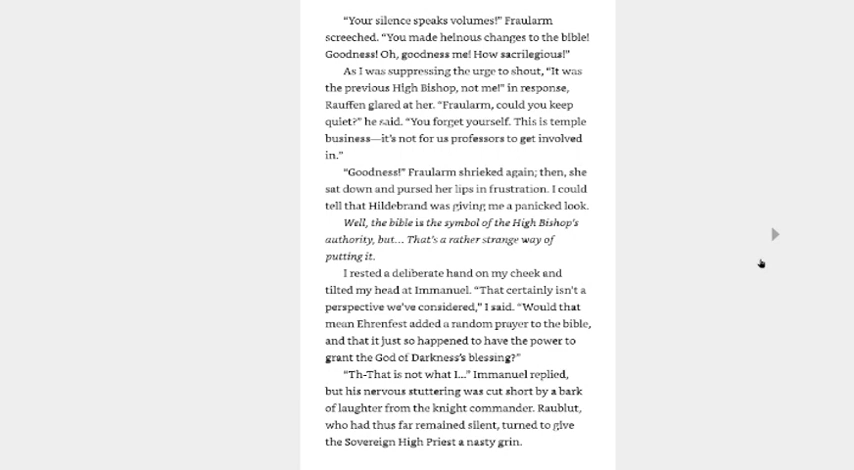 “Your silence speaks volumes!” Fraularm
screeched. “You made heinous changes to the bible!
Goodness! Oh, goodness me! How sacrilegious!”
As I was suppressing the urge to shout, “It was
the previous High Bishop, not me!” in response,
Rauffen glared at her. “Fraularm, could you keep
quiet?” he said. “You forget yourself. This is temple
business—it’s not for us professors to get involved
in.”
“Goodness!” Fraularm shrieked again; then, she
sat down and pursed her lips in frustration. I could
tell that Hildebrand was giving me a panicked look.
Well, the bible is the symbol of the High Bishop’s
authority, but... That’s a rather strange way of
putting it.
I rested a deliberate hand on my cheek and
tilted my head at Immanuel. “That certainly isn’t a
perspective we’ve considered,” I said. “Would that
mean Ehrenfest added a random prayer to the bible,
and that it just so happened to have the power to
grant the God of Darkness’s blessing?”
“Th-That is not what I...” Immanuel replied,
but his nervous stuttering was cut short by a bark
of laughter from the knight commander. Raublut,
who had thus far remained silent, turned to give
the Sovereign High Priest a nasty grin.